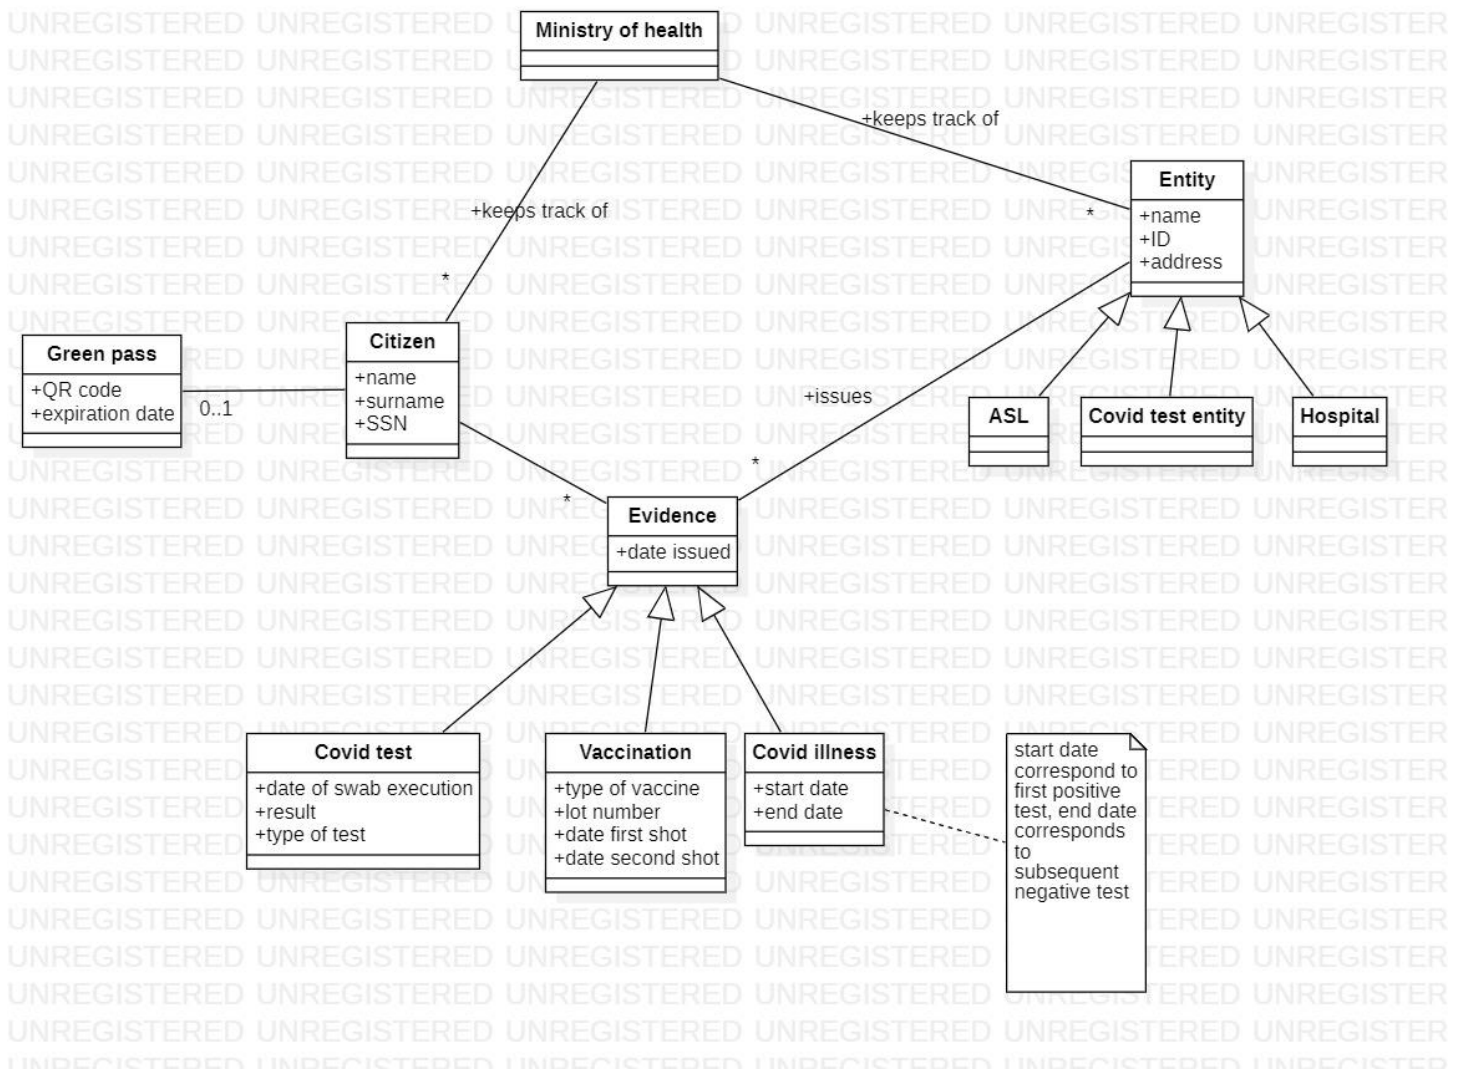 Ministry of health
+keeps track of
Entity
+name
+ID
+address
+keeps track of
*
*
Green pass
+QR code
+expiration date
0..1
Citizen
+name
+surname
+SSN
+issues
*
*
ASL
Covid test entity
Hospital
Evidence
+date issued
Covid test
+date of swab execution
+result
+type of test
Vaccination
+type of vaccine
+lot number
+date first shot
+date second shot
Covid illness
+start date
+end date
start date
correspond to
first positive
test, end date
corresponds
to
subsequent
negative test
UNREGISTERED